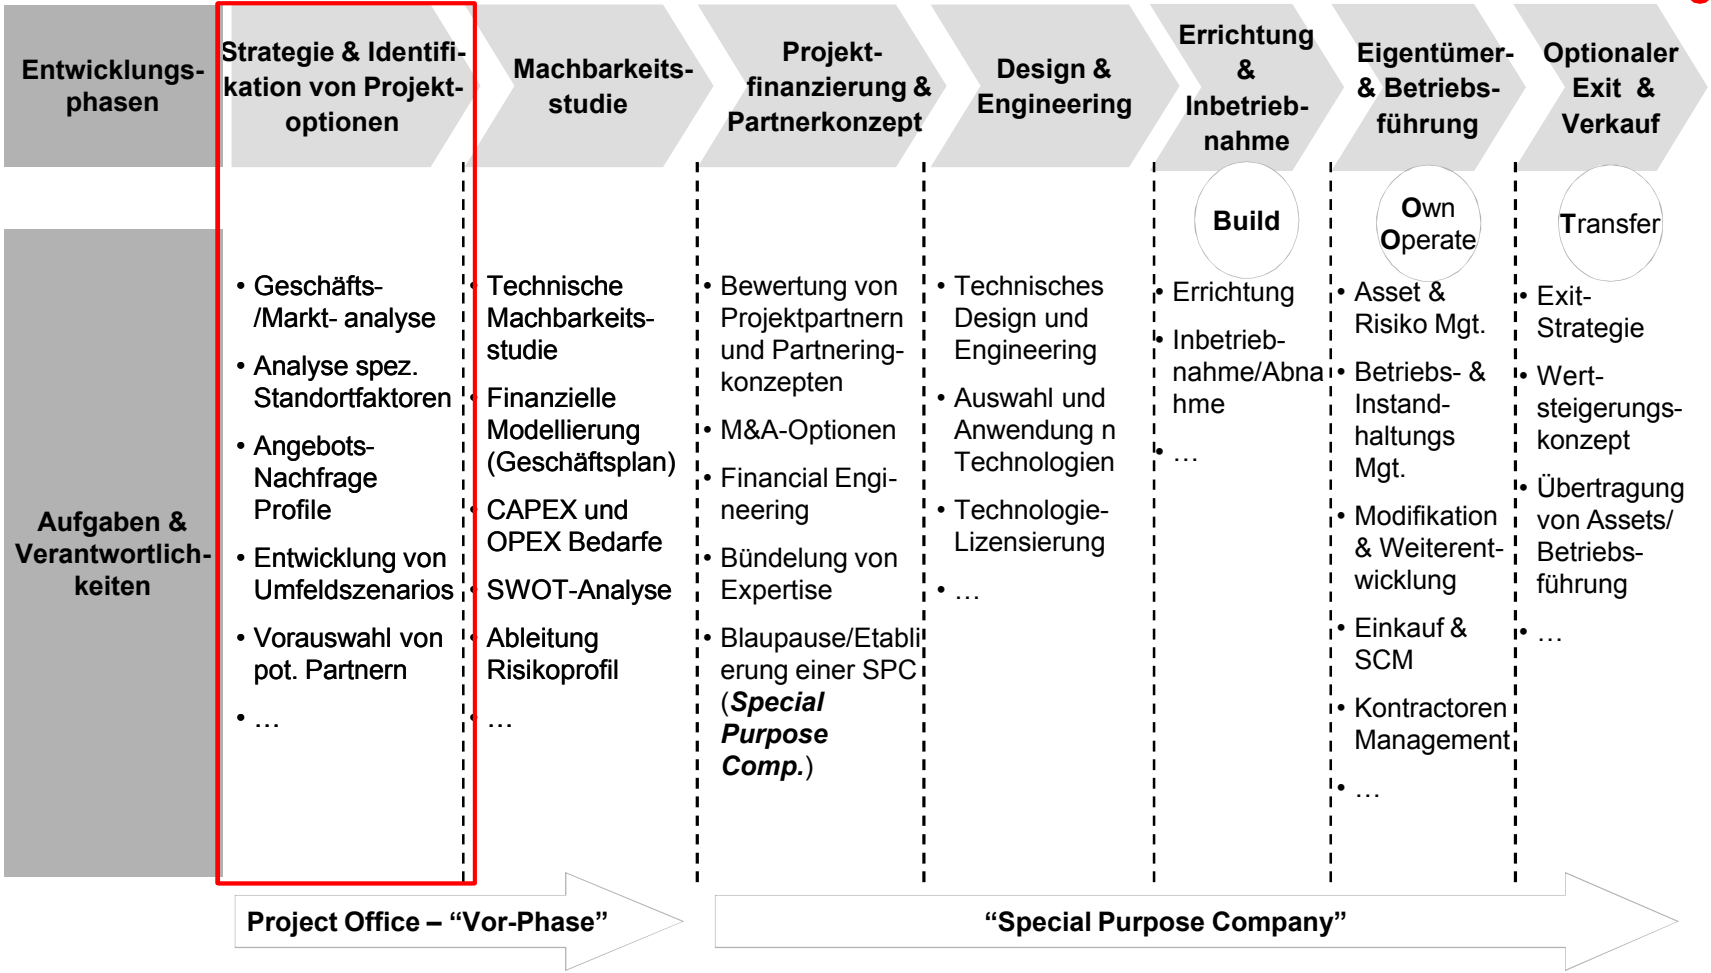 Entwicklungs-
phasen
Strategie & Identifi-
kation von Projekt-
optionen
Machbarkeits-
studie
Projekt-
finanzierung &
Partnerkonzept
Design &
Engineering
Errichtung
&
Inbetrieb-
nahme
Eigentümer-
& Betriebs-
führung
Optionaler
Exit &
Verkauf
Build
Own
Operate
Transfer
Aufgaben &
Verantwortlich-
keiten
• Geschäfts-
/Markt- analyse
• Analyse spez.
Standortfaktoren
• Angebots-
Nachfrage
Profile
• Entwicklung von
Umfeldszenarios
• Vorauswahl von
pot. Partnern
• …
• Technische
Machbarkeits-
studie
• Finanzielle
Modellierung
(Geschäftsplan)
• CAPEX und
OPEX Bedarfe
• SWOT-Analyse
• Ableitung
Risikoprofil
• …
• Bewertung von
Projektpartnern
und Partnering-
konzepten
• M&A-Optionen
• Financial Engi-
neering
• Bündelung von
Expertise
• Blaupause/Etabli
erung einer SPC
(Special
Purpose
Comp.)
• Technisches
Design und
Engineering
• Auswahl und
Anwendung n
Technologien
• Technologie-
Lizensierung
• …
• Errichtung
• Inbetrieb-
nahme/Abna
hme
• …
• Asset &
Risiko Mgt.
• Betriebs- &
Instand-
haltungs
Mgt.
• Modifikation
& Weiterent-
wicklung
• Einkauf &
SCM
• Kontractoren
Management
• …
• Exit-
Strategie
• Wert-
steigerungs-
konzept
• Übertragung
von Assets/
Betriebs-
führung
• …
Project Office – “Vor-Phase”
“Special Purpose Company”